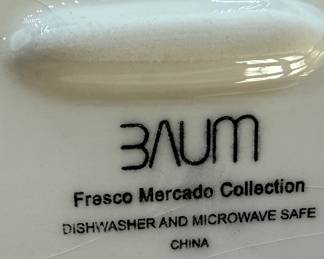 BAUM
Fresco Mercado Collection
DISHWASHER AND MICROWAVE SAFE
CHINA